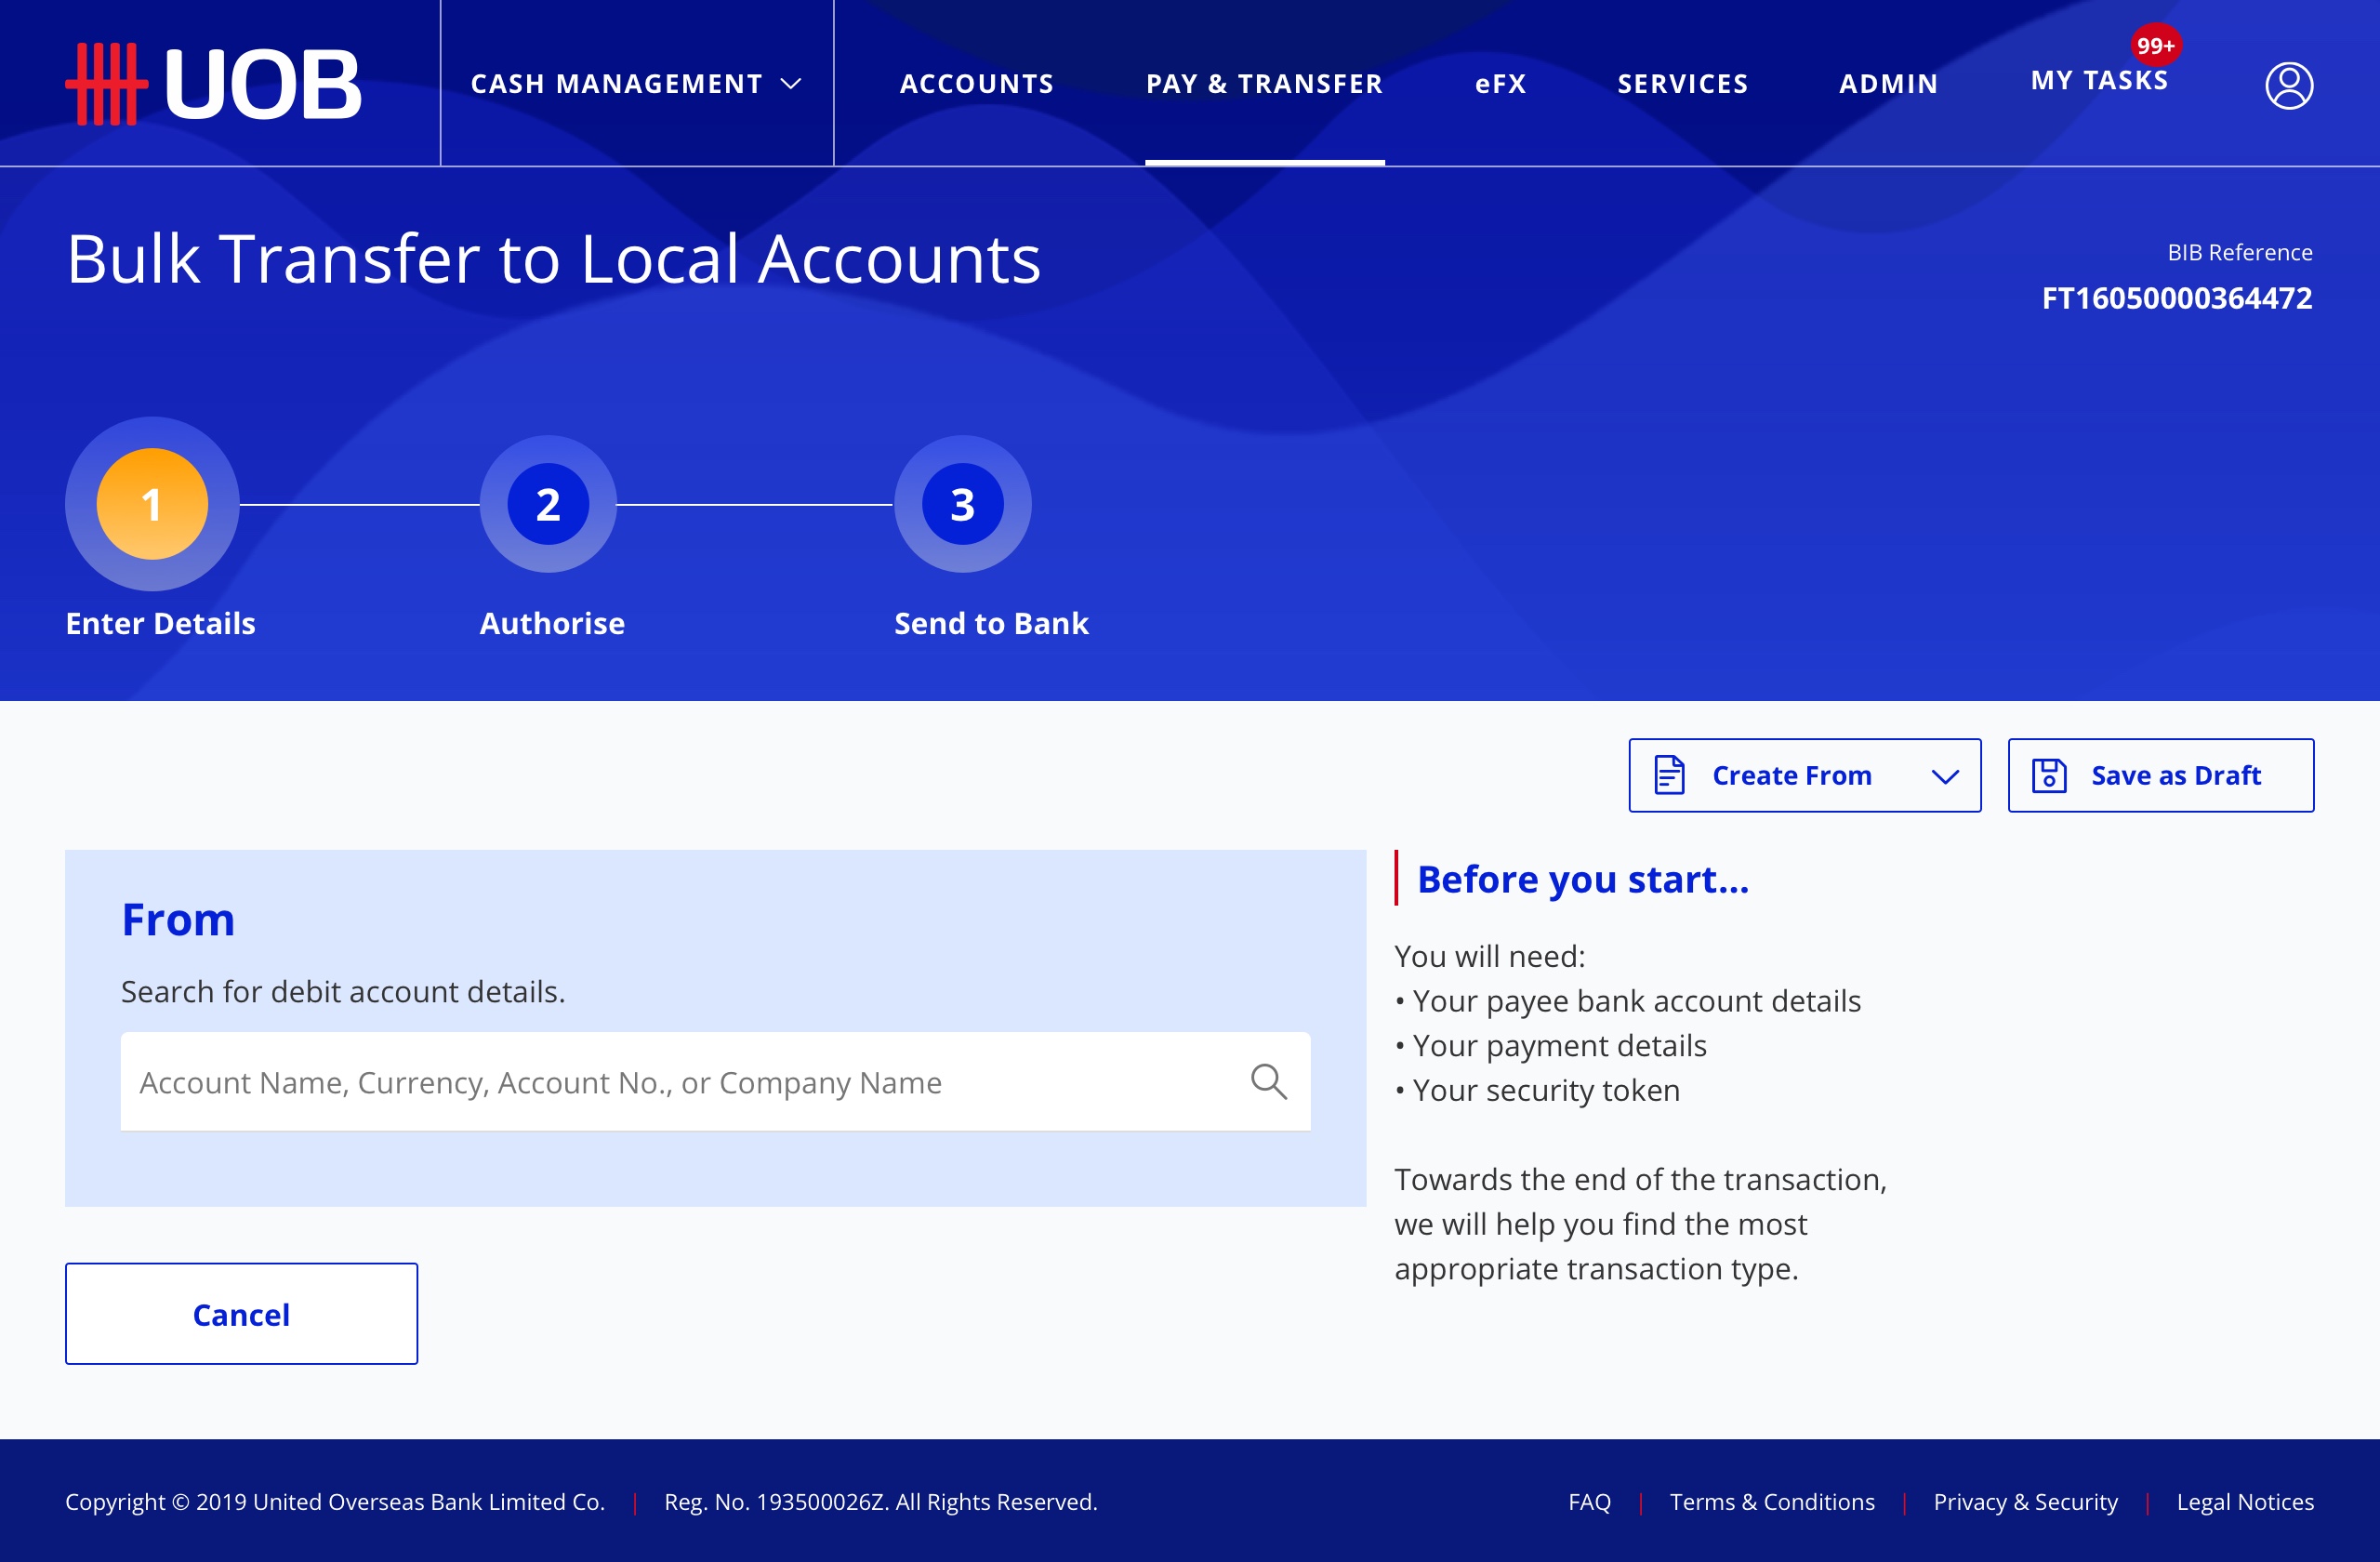 UOB
CASH MANAGEMENT
ACCOUNTS
PAY & TRANSFER
eFX
SERVICES
ADMIN
MY TASKS
99+
Bulk Transfer to Local Accounts
BIB Reference
FT16050000364472
1
2
3
Enter Details
Authorise
Send to Bank
Create From
Save as Draft
From
Search for debit account details.
Account Name, Currency, Account No., or Company Name
Cancel
Before you start...
You will need:
• Your payee bank account details
• Your payment details
• Your security token
Towards the end of the transaction,
we will help you find the most
appropriate transaction type.
Copyright © 2019 United Overseas Bank Limited Co. | Reg. No. 193500026Z. All Rights Reserved.
FAQ | Terms & Conditions | Privacy & Security | Legal Notices